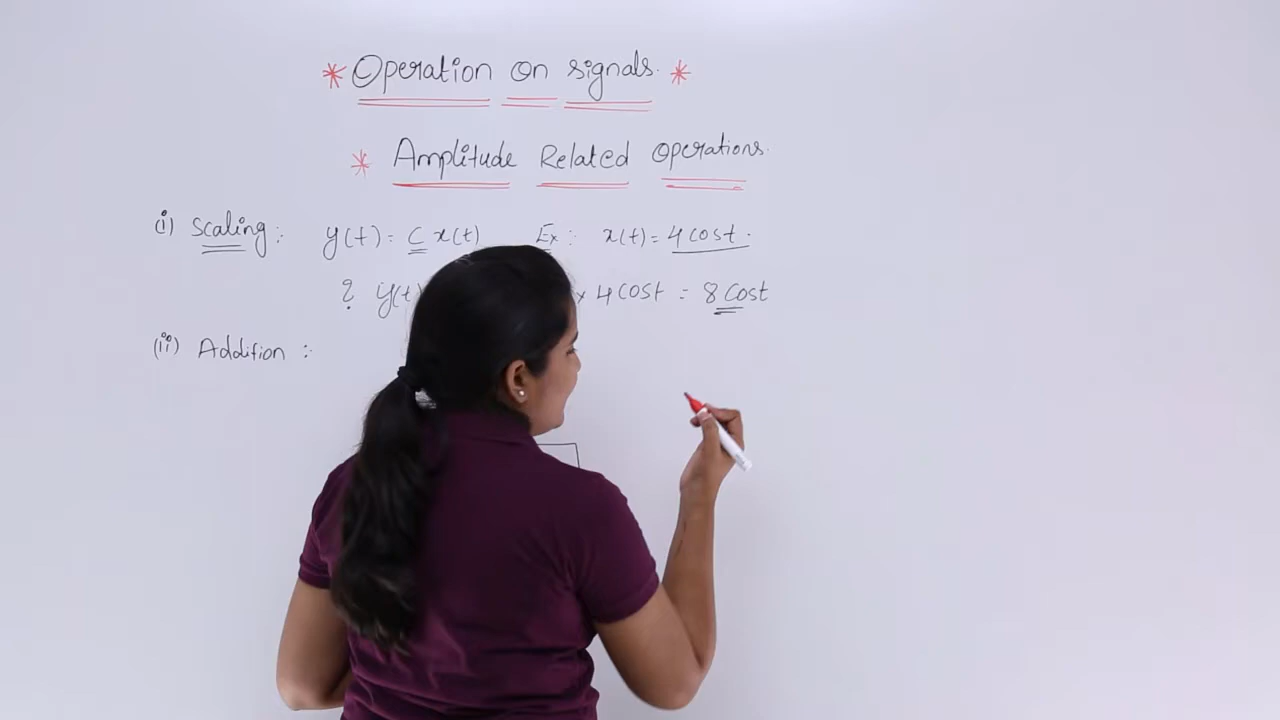 * Operation on signals. *
* Amplitude Related Operations.
(i) Scaling : y(t) = C x(t) Ex : x(t) = 4 cost.
? y(t) x 4 cost = 8 cost
(ii) Addition :